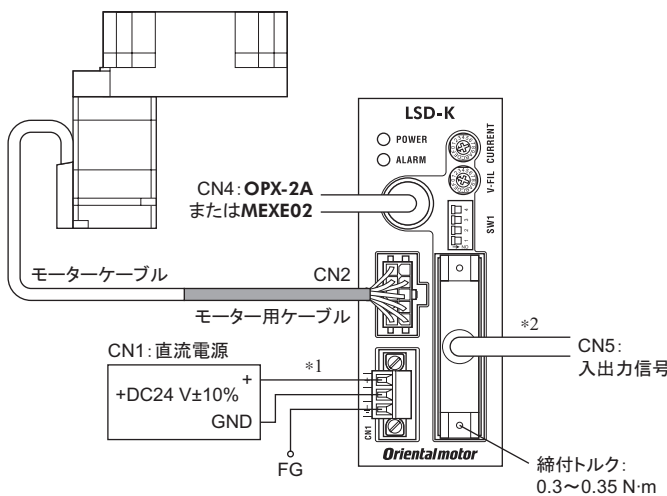 LSD-K
POWER
ALARM
CURRENT
V-FIL
SW1
CN4：OPX-2A
またはMEXE02
モーターケーブル
CN2
モーター用ケーブル
CN1：直流電源
+DC24 V±10%
+
GND
*1
FG
CN1
*2
CN5：
入出力信号
Orientalmotor
締付トルク：
0.3〜0.35 N·m